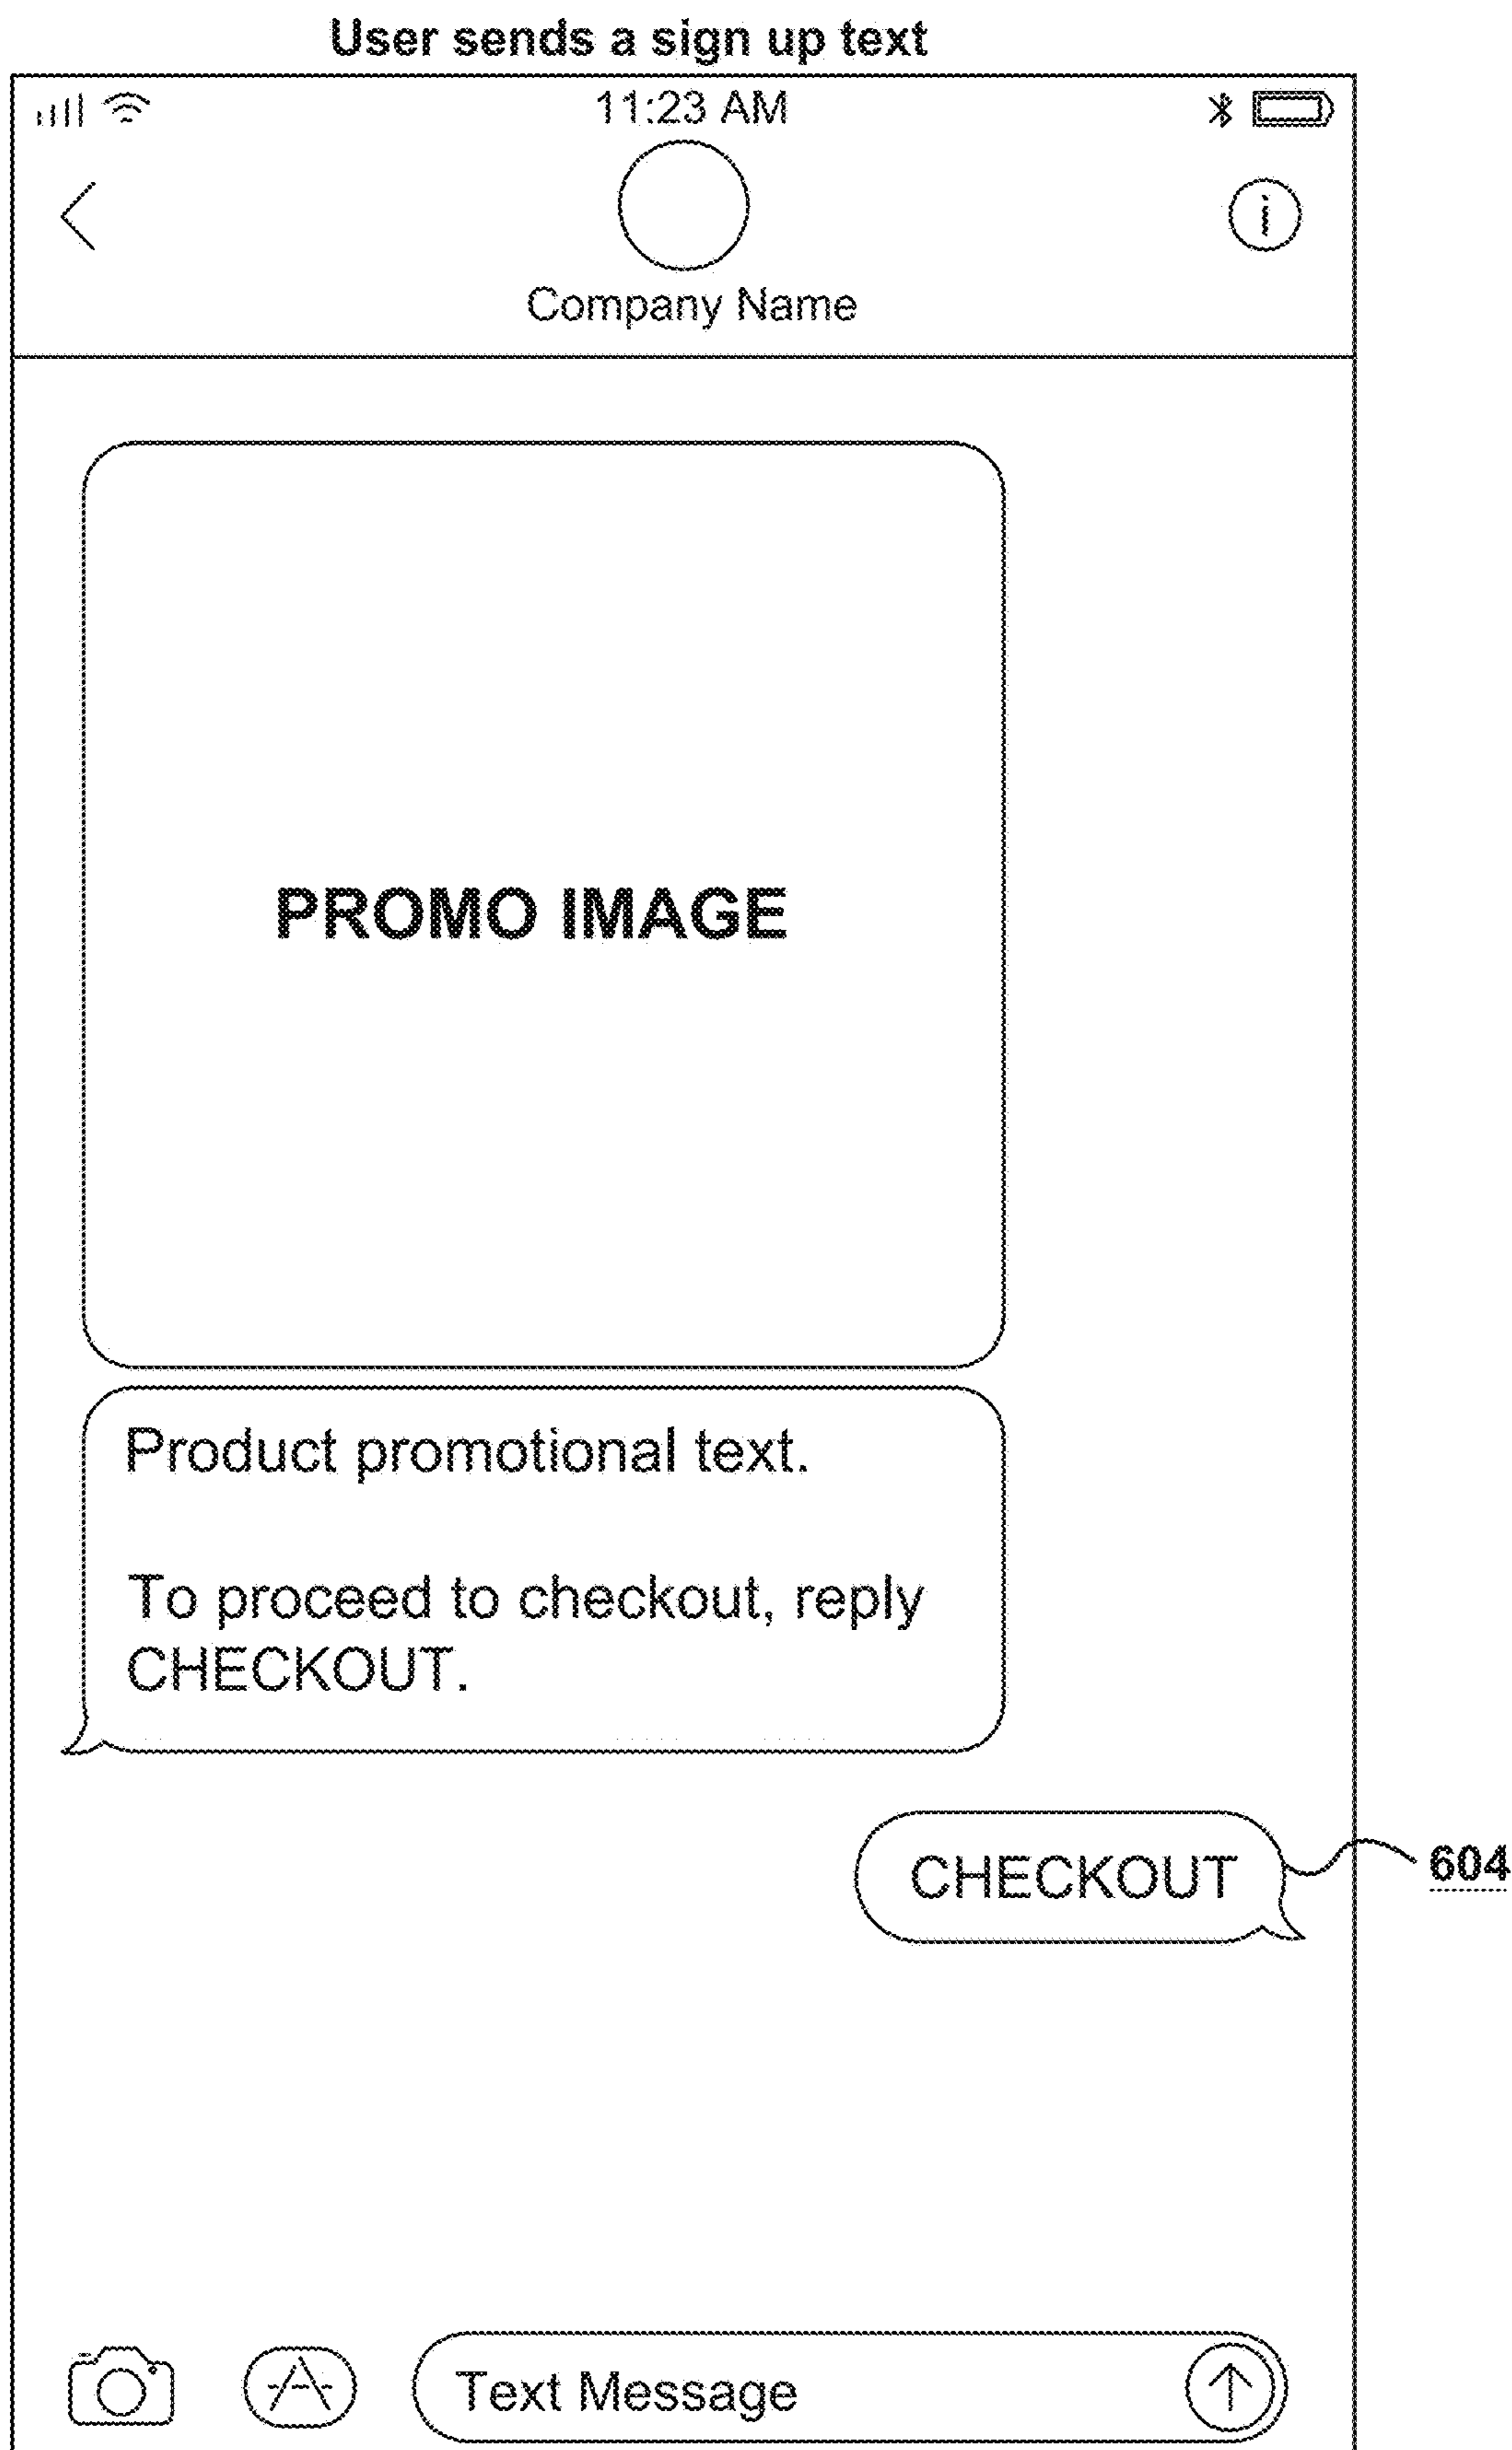 User sends a sign up text
11:23 AM
i
Company Name
PROMO IMAGE
Product promotional text.
To proceed to checkout, reply
CHECKOUT.
CHECKOUT
604
Text Message